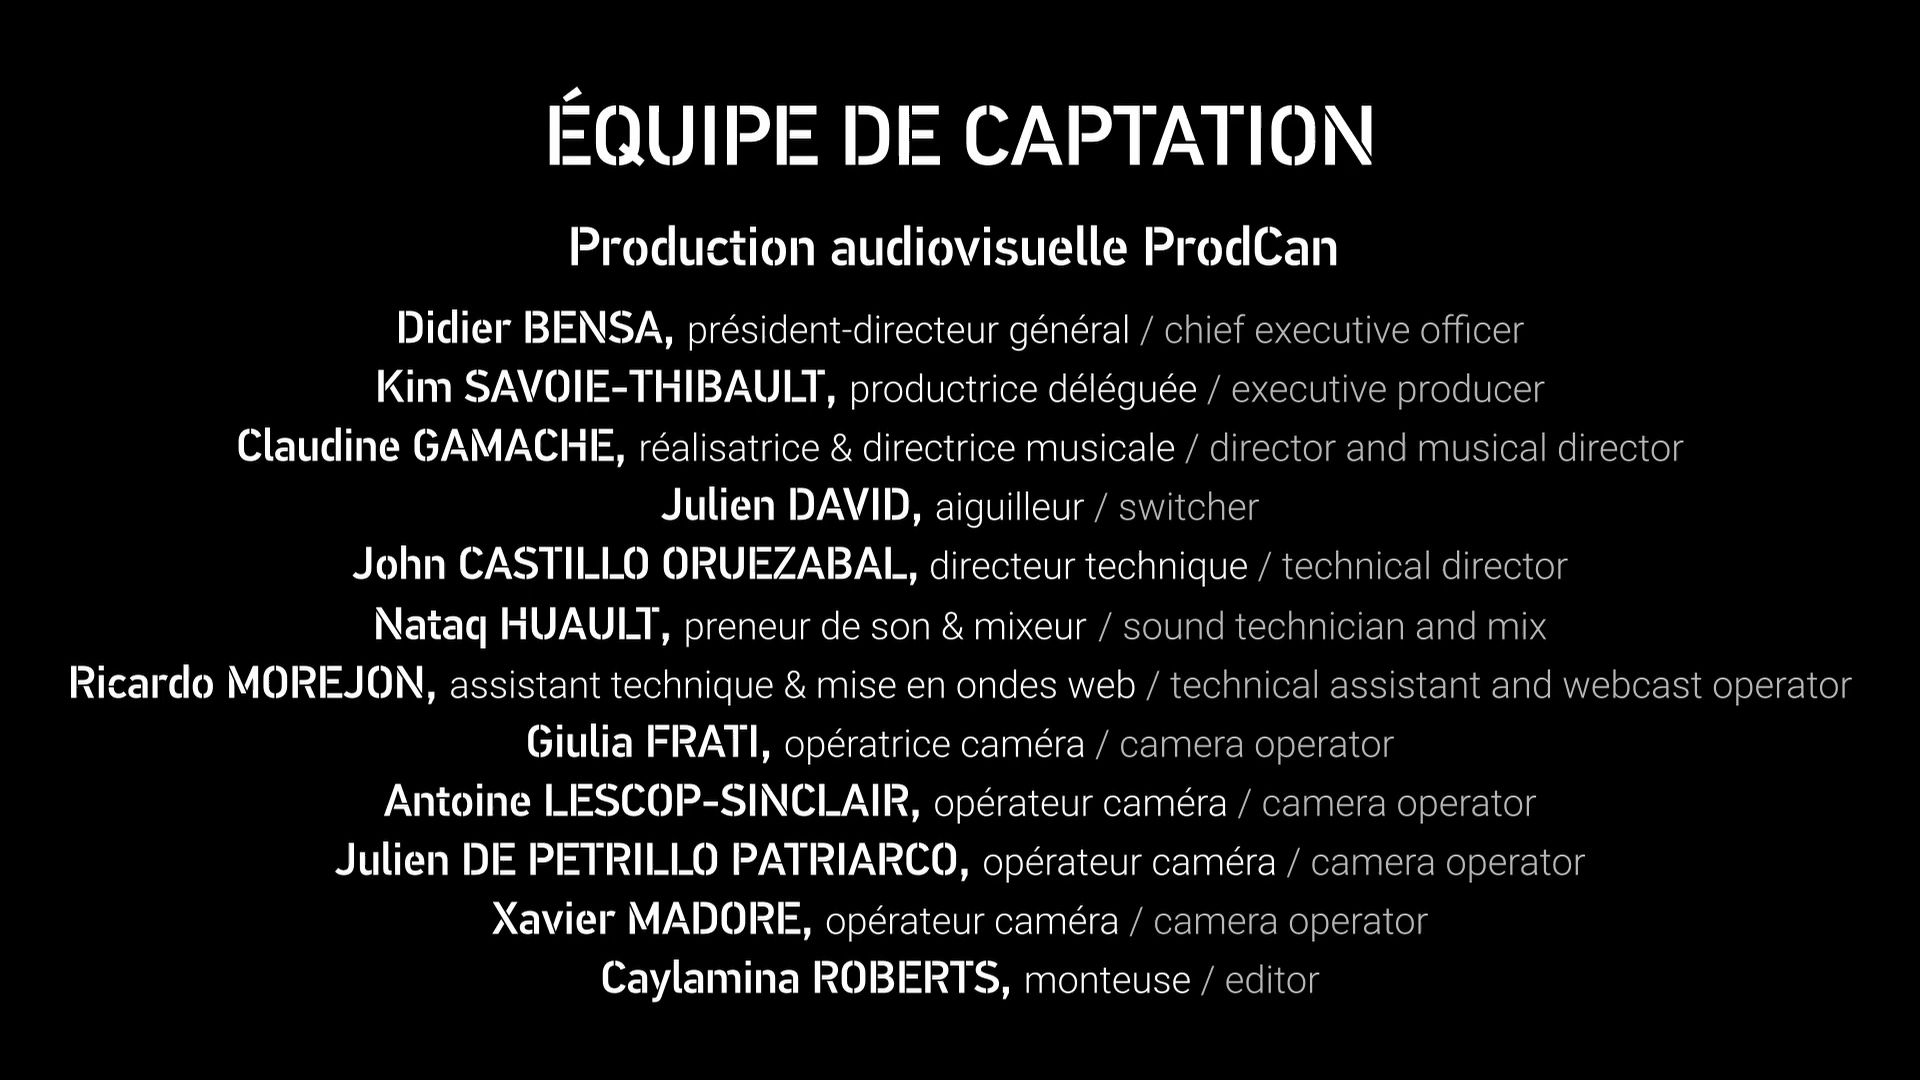 ÉQUIPE DE CAPTATION
Production audiovisuelle ProdCan
Didier BENSA, président-directeur général / chief executive officer
Kim SAVOIE-THIBAULT, productrice déléguée / executive producer
Claudine GAMACHE, réalisatrice & directrice musicale / director and musical director
Julien DAVID, aiguilleur / switcher
John CASTILLO ORUEZABAL, directeur technique / technical director
Nataq HUAULT, preneur de son & mixeur / sound technician and mix
Ricardo MOREJON, assistant technique & mise en ondes web / technical assistant and webcast operator
Giulia FRATI, opératrice caméra / camera operator
Antoine LESCOP-SINCLAIR, opérateur caméra / camera operator
Julien DE PETRILLO PATRIARCO, opérateur caméra / camera operator
Xavier MADORE, opérateur caméra / camera operator
Caylamina ROBERTS, monteuse / editor